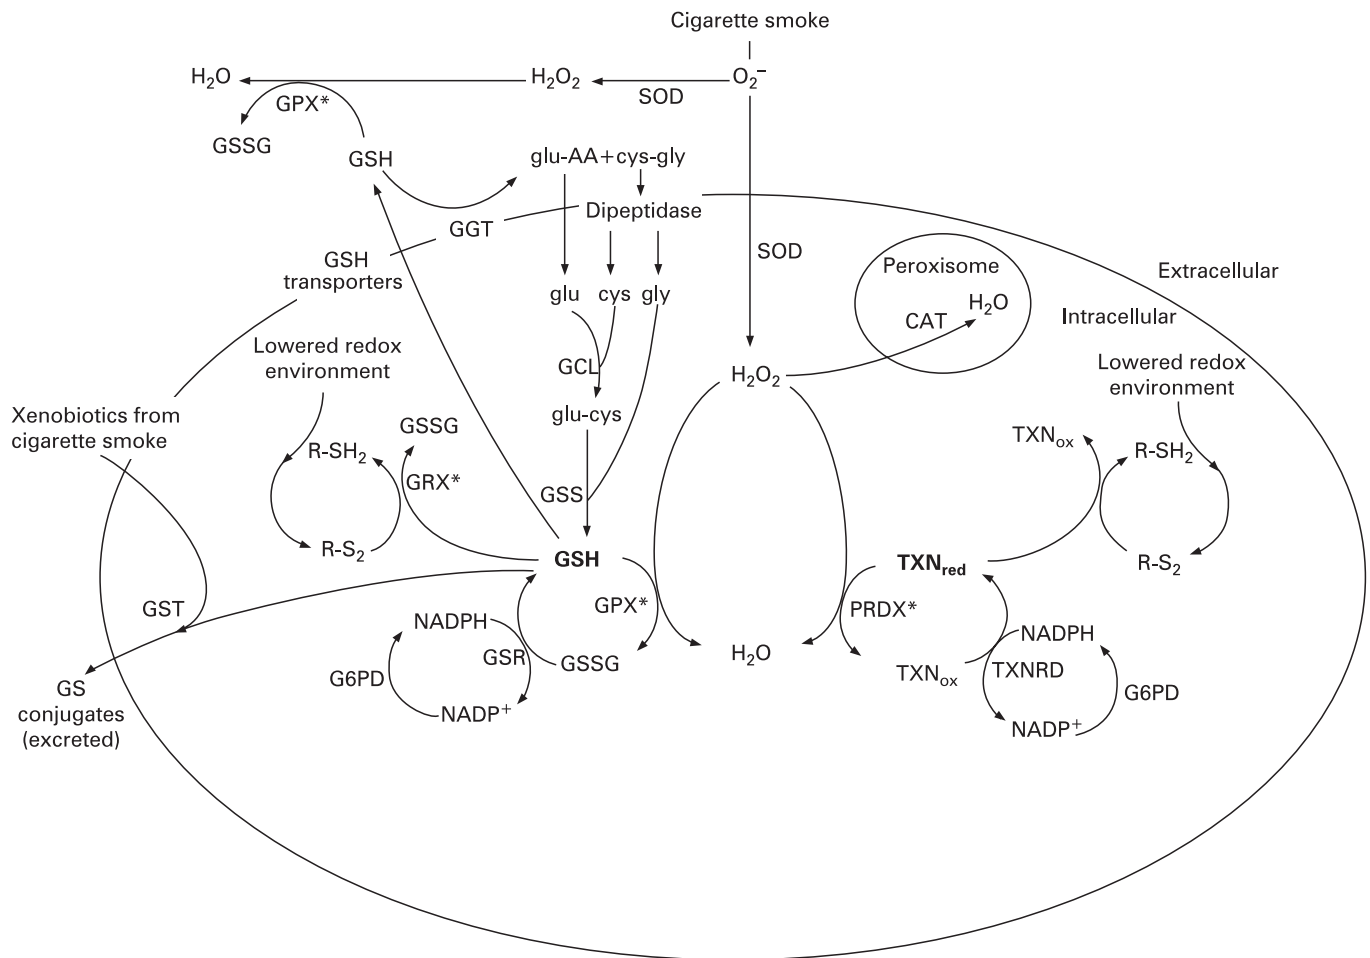 Cigarette smoke
H₂O
H₂O₂
O₂⁻
SOD
GPX*
GSSG
GSH
glu-AA+cys-gly
Dipeptidase
GGT
SOD
GSH
transporters
Peroxisome
Extracellular
glu
cys
gly
H₂O
CAT
Intracellular
Lowered redox
environment
GCL
H₂O₂
Lowered redox
environment
Xenobiotics from
cigarette smoke
glu-cys
GSSG
TXNox
R-SH₂
R-SH₂
GRX*
GSS
R-S₂
GSH
TXNred
R-S₂
GST
GPX*
PRDX*
NADPH
NADPH
GSR
GSSG
H₂O
TXNox
TXNRD
G6PD
G6PD
GS
conjugates
(excreted)
NADP⁺
NADP⁺